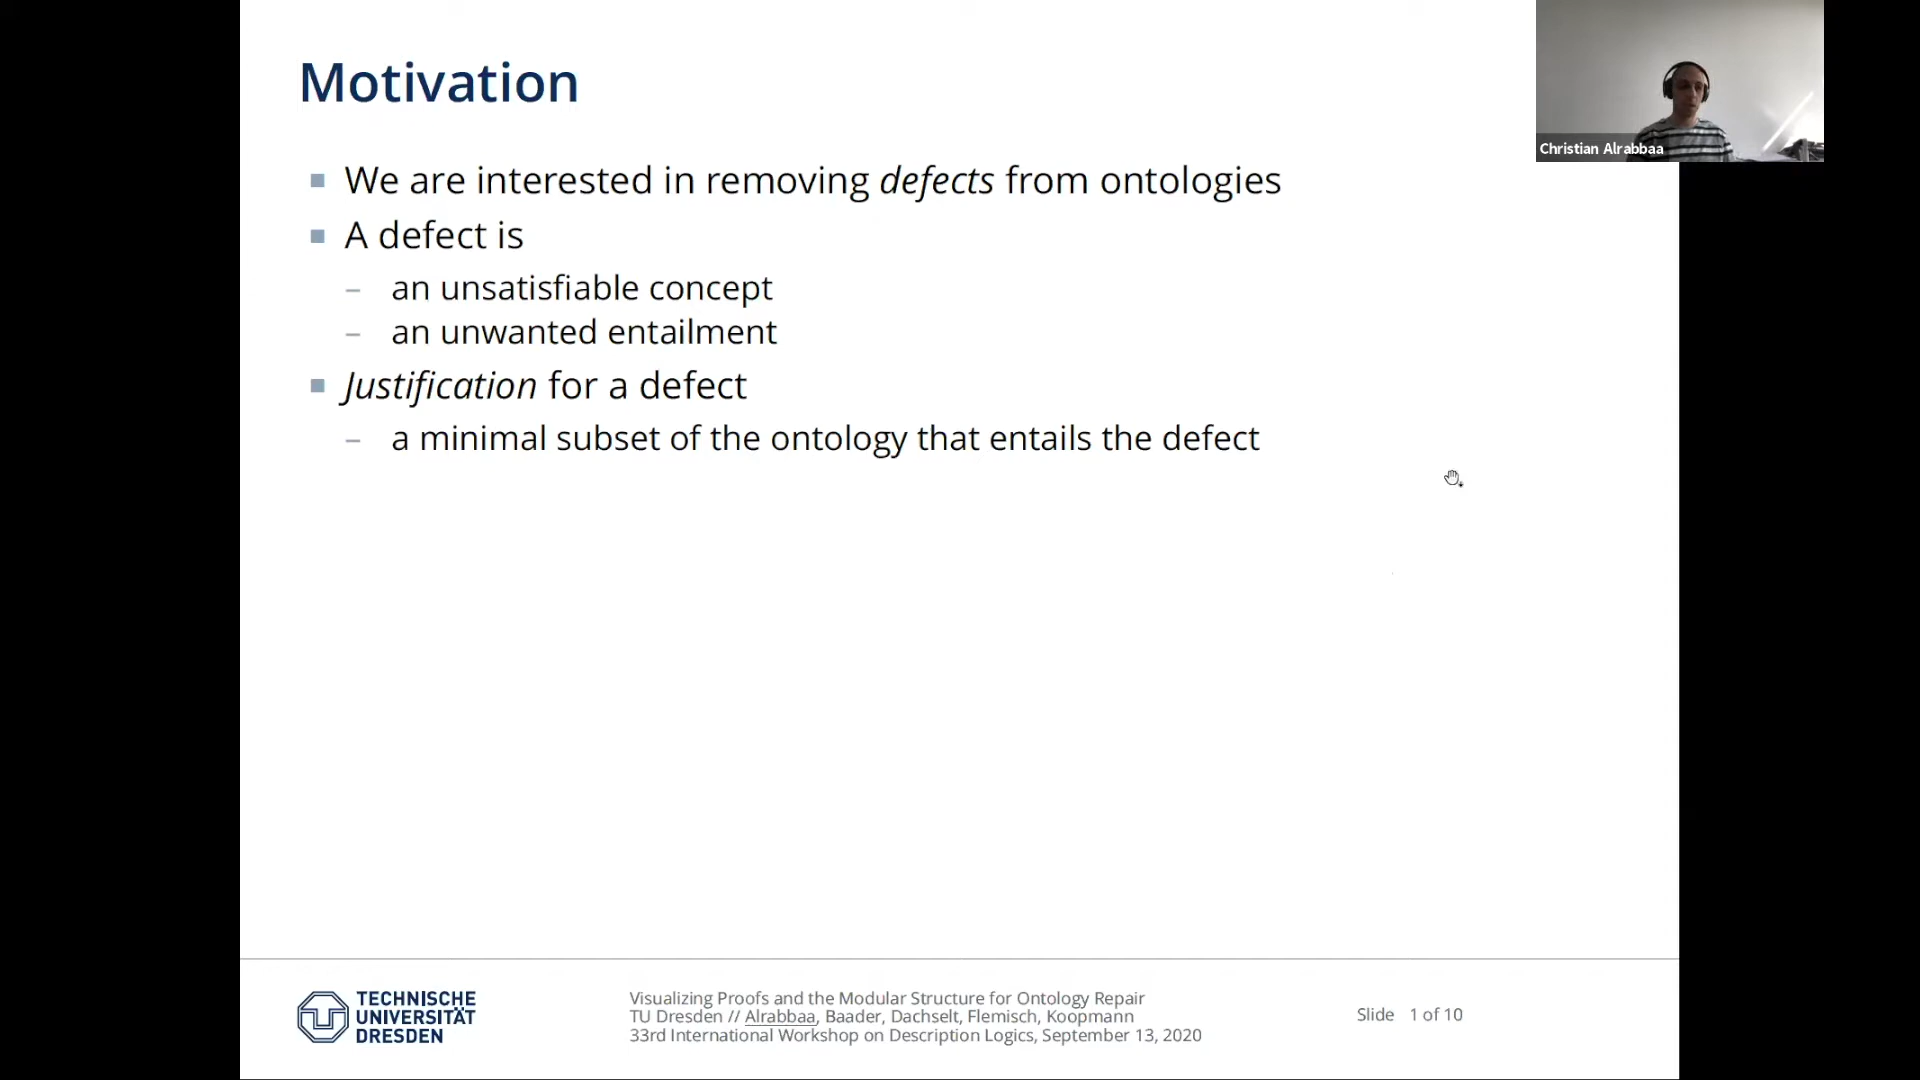 Motivation
Christian Alrabbaa
We are interested in removing defects from ontologies
A defect is
– an unsatisfiable concept
– an unwanted entailment
Justification for a defect
– a minimal subset of the ontology that entails the defect
TECHNISCHE
UNIVERSITÄT
DRESDEN
Visualizing Proofs and the Modular Structure for Ontology Repair
TU Dresden // Alrabbaa, Baader, Dachselt, Flemisch, Koopmann
33rd International Workshop on Description Logics, September 13, 2020
Slide 1 of 10